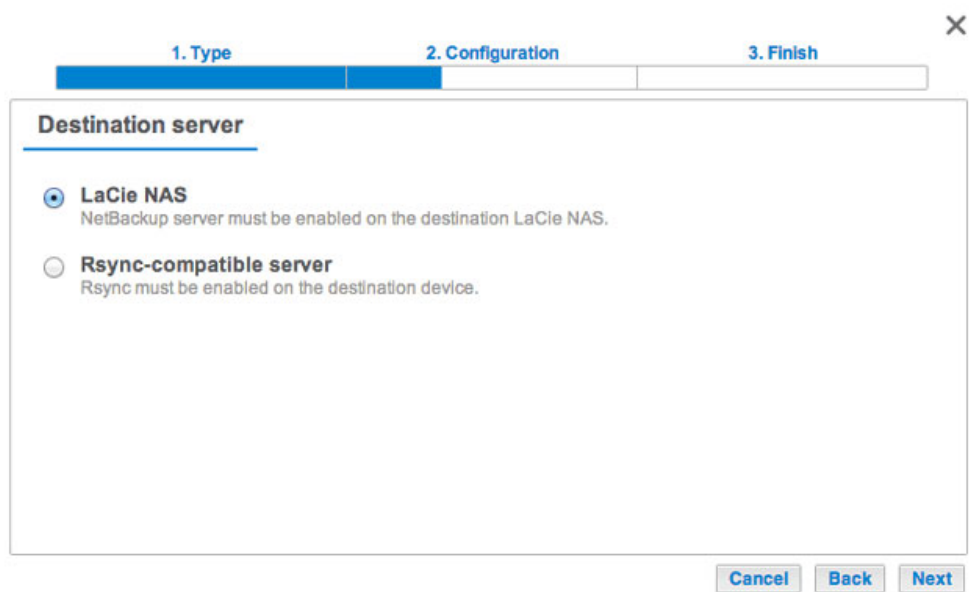 1. Type 2. Configuration 3. Finish
Destination server
LaCie NAS
NetBackup server must be enabled on the destination LaCie NAS.
Rsync-compatible server
Rsync must be enabled on the destination device.
Cancel Back Next